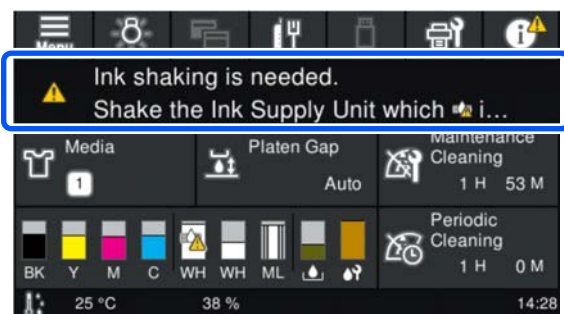 Menu
Ink shaking is needed.
Shake the Ink Supply Unit which i...
Media
1
Platen Gap
Auto
Maintenance
Cleaning
1 H 53 M
Periodic
Cleaning
1 H 0 M
BK Y M C WH WH ML
25 °C 38 % 14:28